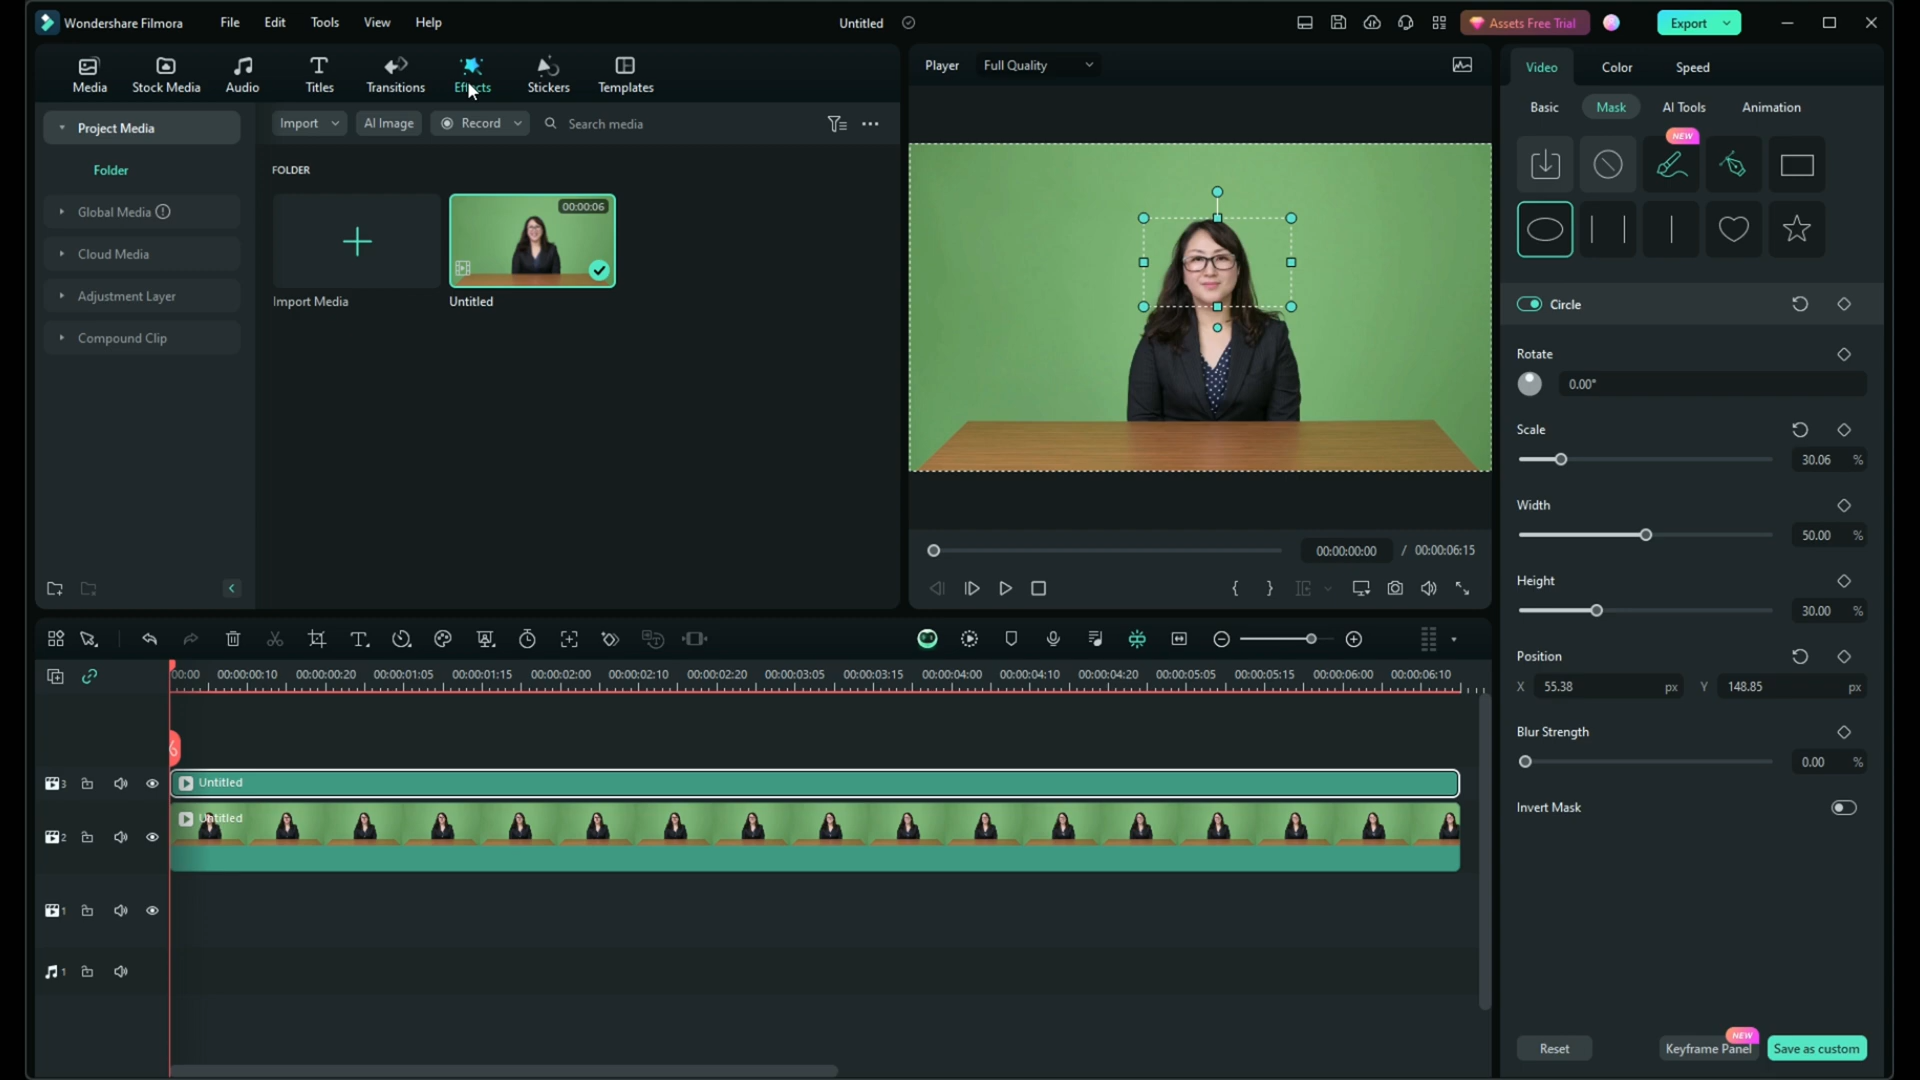 Wondershare Filmora File Edit Tools View Help Untitled Assets Free Trial Export
Media Stock Media Audio Titles Transitions Effects Stickers Templates
Project Media
Folder
Global Media
Cloud Media
Adjustment Layer
Compound Clip
Import AI Image Record Search media
FOLDER
00:00:06
Import Media Untitled
Player Full Quality
00:00:00:00 / 00:00:06:15
Video Color Speed
Basic Mask AI Tools Animation
NEW
Circle
Rotate
0.00°
Scale
30.06 %
Width
50.00 %
Height
30.00 %
Position
X 55.38 px Y 148.85 px
Blur Strength
0.00 %
Invert Mask
NEW
Reset Keyframe Panel Save as custom
00:00 00:00:00:10 00:00:00:20 00:00:01:05 00:00:01:15 00:00:02:00 00:00:02:10 00:00:02:20 00:00:03:05 00:00:03:15 00:00:04:00 00:00:04:10 00:00:04:20 00:00:05:05 00:00:05:15 00:00:06:00 00:00:06:10
3 Untitled
Untitled
2
1
1